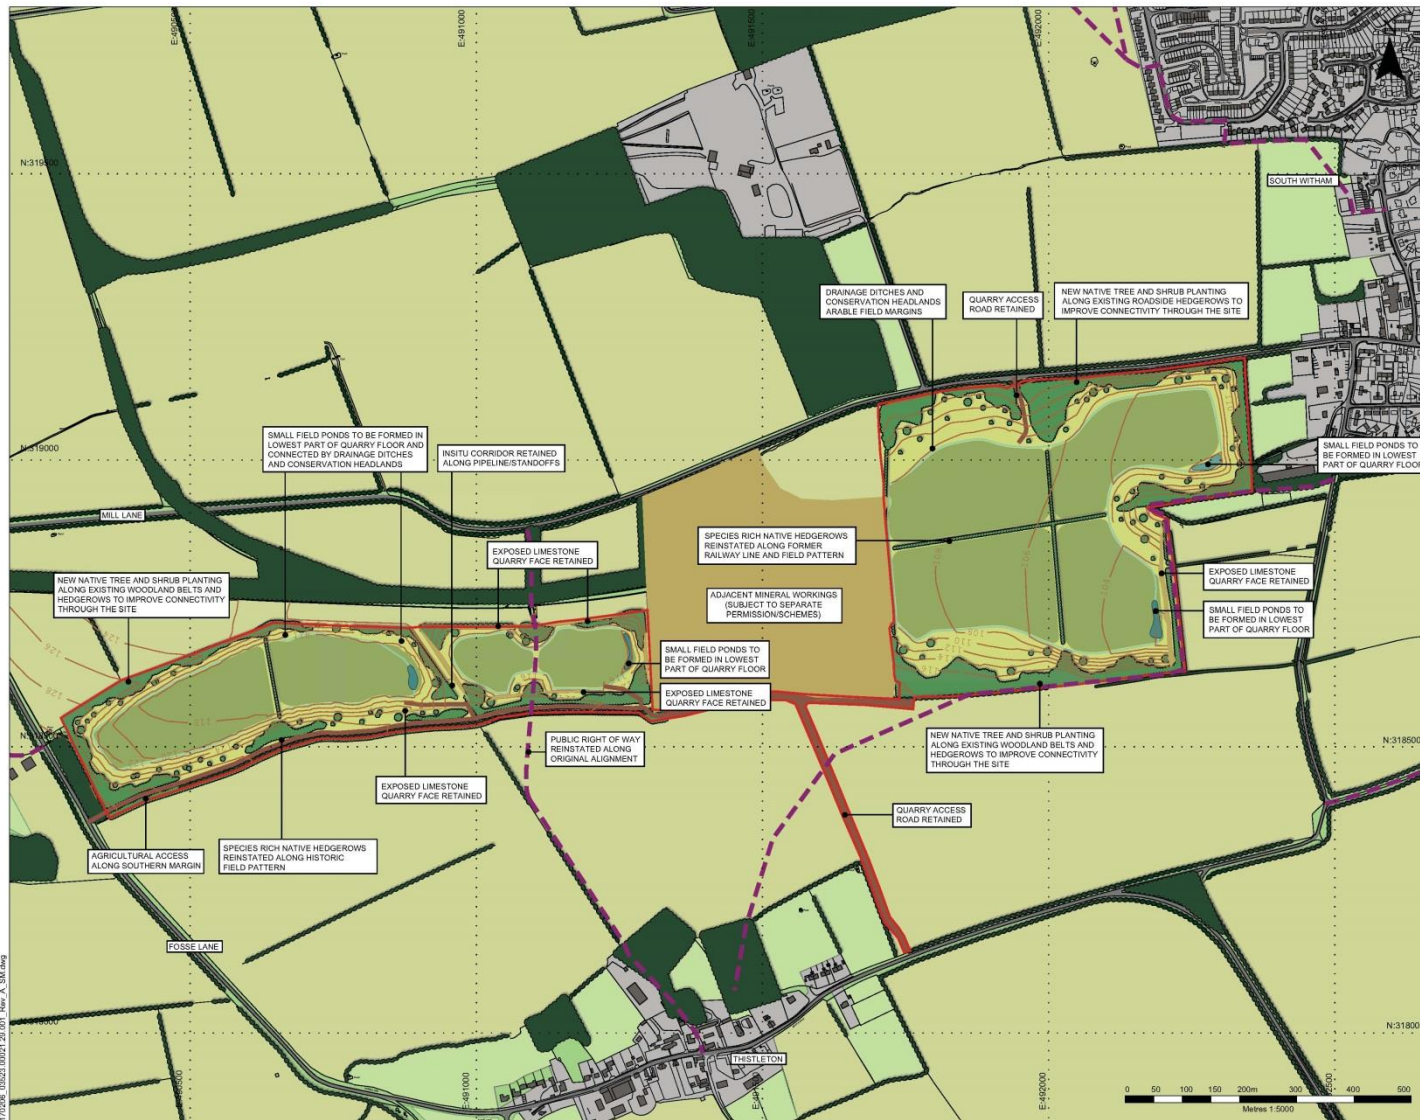 E:490500
E:491000
E:491500
E:492000
N:319500
SOUTH WITHAM
DRAINAGE DITCHES AND
CONSERVATION HEADLANDS
ARABLE FIELD MARGINS
QUARRY ACCESS
ROAD RETAINED
NEW NATIVE TREE AND SHRUB PLANTING
ALONG EXISTING ROADSIDE HEDGEROWS TO
IMPROVE CONNECTIVITY THROUGH THE SITE
N:319000
SMALL FIELD PONDS TO BE FORMED IN
LOWEST PART OF QUARRY FLOOR AND
CONNECTED BY DRAINAGE DITCHES
AND CONSERVATION HEADLANDS
INSITU CORRIDOR RETAINED
ALONG PIPELINE/STANDOFFS
SMALL FIELD PONDS TO
BE FORMED IN LOWEST
PART OF QUARRY FLOOR
MILL LANE
EXPOSED LIMESTONE
QUARRY FACE RETAINED
SPECIES RICH NATIVE HEDGEROWS
REINSTATED ALONG FORMER
RAILWAY LINE AND FIELD PATTERN
NEW NATIVE TREE AND SHRUB PLANTING
ALONG EXISTING WOODLAND BELTS AND
HEDGEROWS TO IMPROVE CONNECTIVITY
THROUGH THE SITE
ADJACENT MINERAL WORKINGS
(SUBJECT TO SEPARATE
PERMISSION/SCHEMES)
EXPOSED LIMESTONE
QUARRY FACE RETAINED
SMALL FIELD PONDS TO
BE FORMED IN LOWEST
PART OF QUARRY FLOOR
SMALL FIELD PONDS TO
BE FORMED IN LOWEST
PART OF QUARRY FLOOR
EXPOSED LIMESTONE
QUARRY FACE RETAINED
PUBLIC RIGHT OF WAY
REINSTATED ALONG
ORIGINAL ALIGNMENT
NEW NATIVE TREE AND SHRUB PLANTING
ALONG EXISTING WOODLAND BELTS AND
HEDGEROWS TO IMPROVE CONNECTIVITY
THROUGH THE SITE
N:318500
EXPOSED LIMESTONE
QUARRY FACE RETAINED
QUARRY ACCESS
ROAD RETAINED
AGRICULTURAL ACCESS
ALONG SOUTHERN MARGIN
SPECIES RICH NATIVE HEDGEROWS
REINSTATED ALONG HISTORIC
FIELD PATTERN
FOSSE LANE
N:318000
THISTLETON
E:491000
E:492000
0 50 100 150 200m 300 400 500
Metres 1:5000